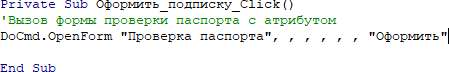 Private Sub Оформить_подписку_Click()
'Вызов формы проверки паспорта с атрибутом
DoCmd.OpenForm "Проверка паспорта", , , , , , "Оформить"
End Sub